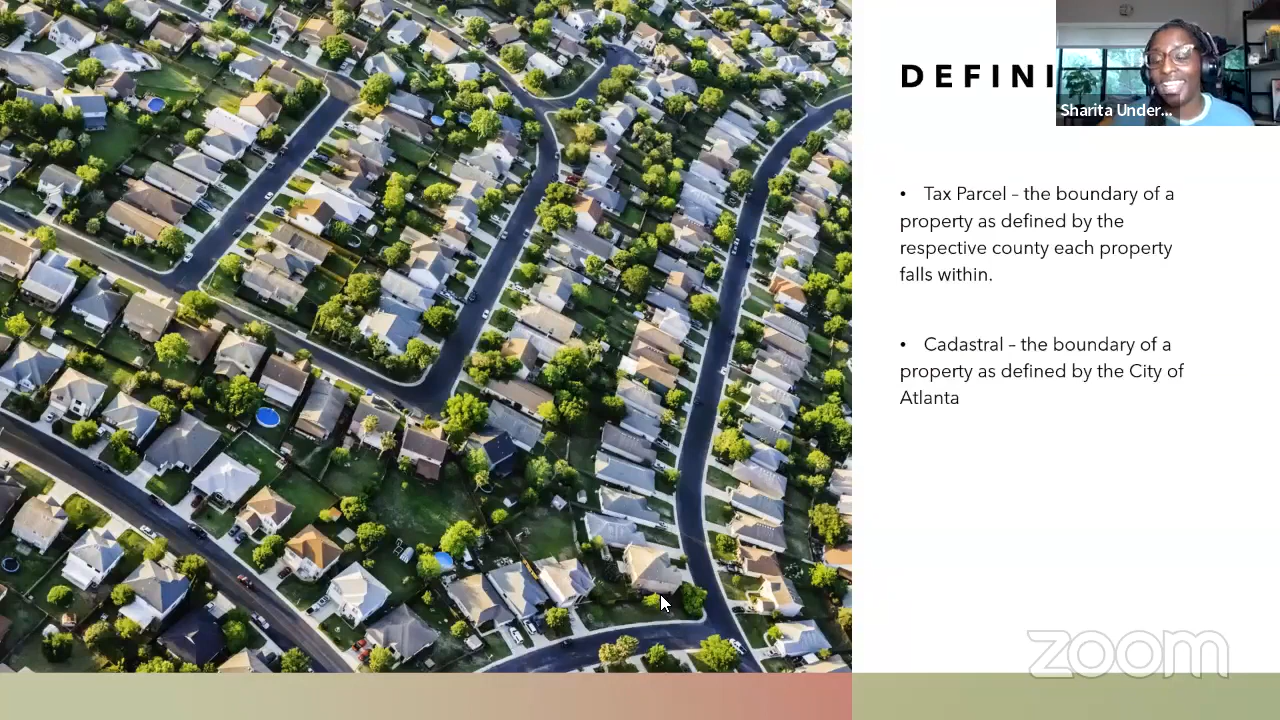 DEFINI
Sharita Under...
• Tax Parcel – the boundary of a
property as defined by the
respective county each property
falls within.
• Cadastral – the boundary of a
property as defined by the City of
Atlanta
zoom